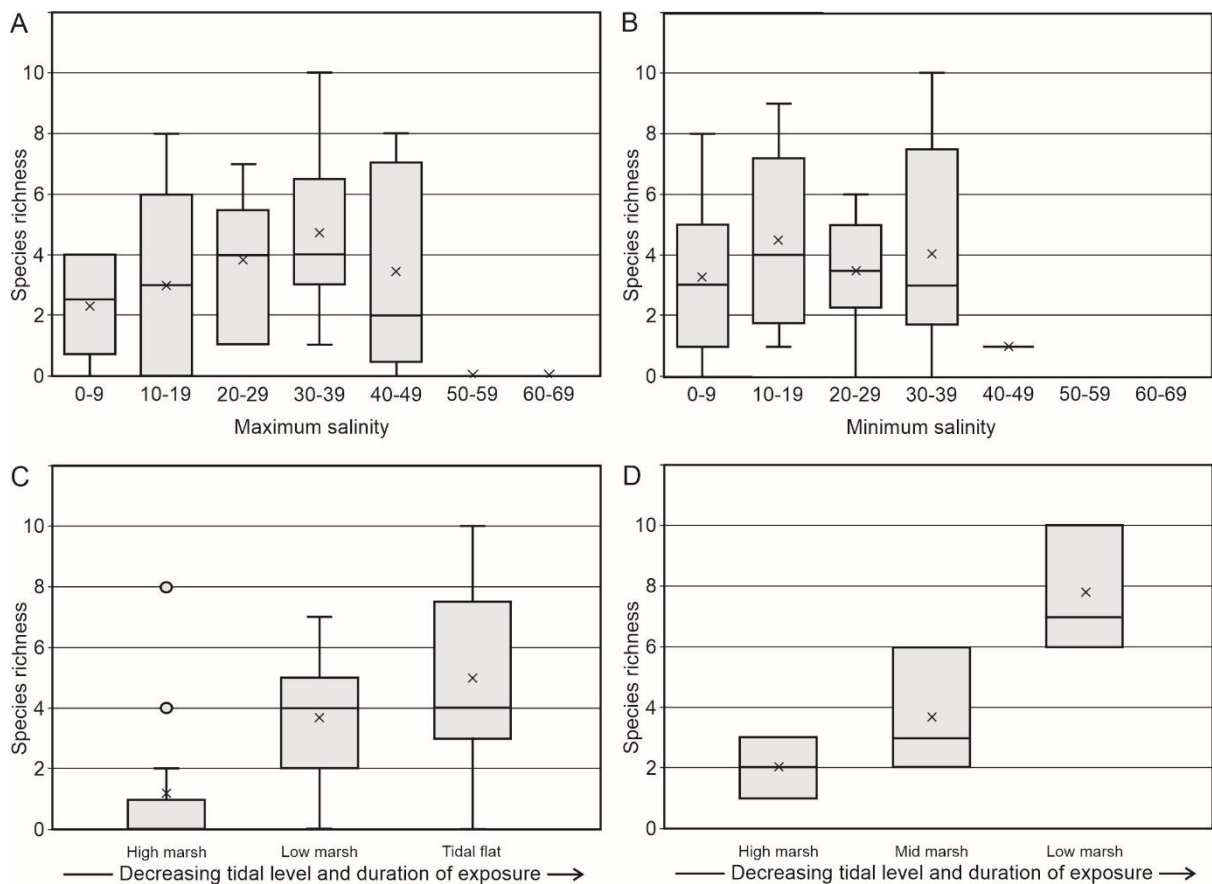 A
Species richness
10
8
6
4
2
0
0-9 10-19 20-29 30-39 40-49 50-59 60-69
Maximum salinity
B
Species richness
10
8
6
4
2
0
0-9 10-19 20-29 30-39 40-49 50-59 60-69
Minimum salinity
C
Species richness
10
8
6
4
2
0
High marsh Low marsh Tidal flat
Decreasing tidal level and duration of exposure
D
Species richness
10
8
6
4
2
0
High marsh Mid marsh Low marsh
Decreasing tidal level and duration of exposure